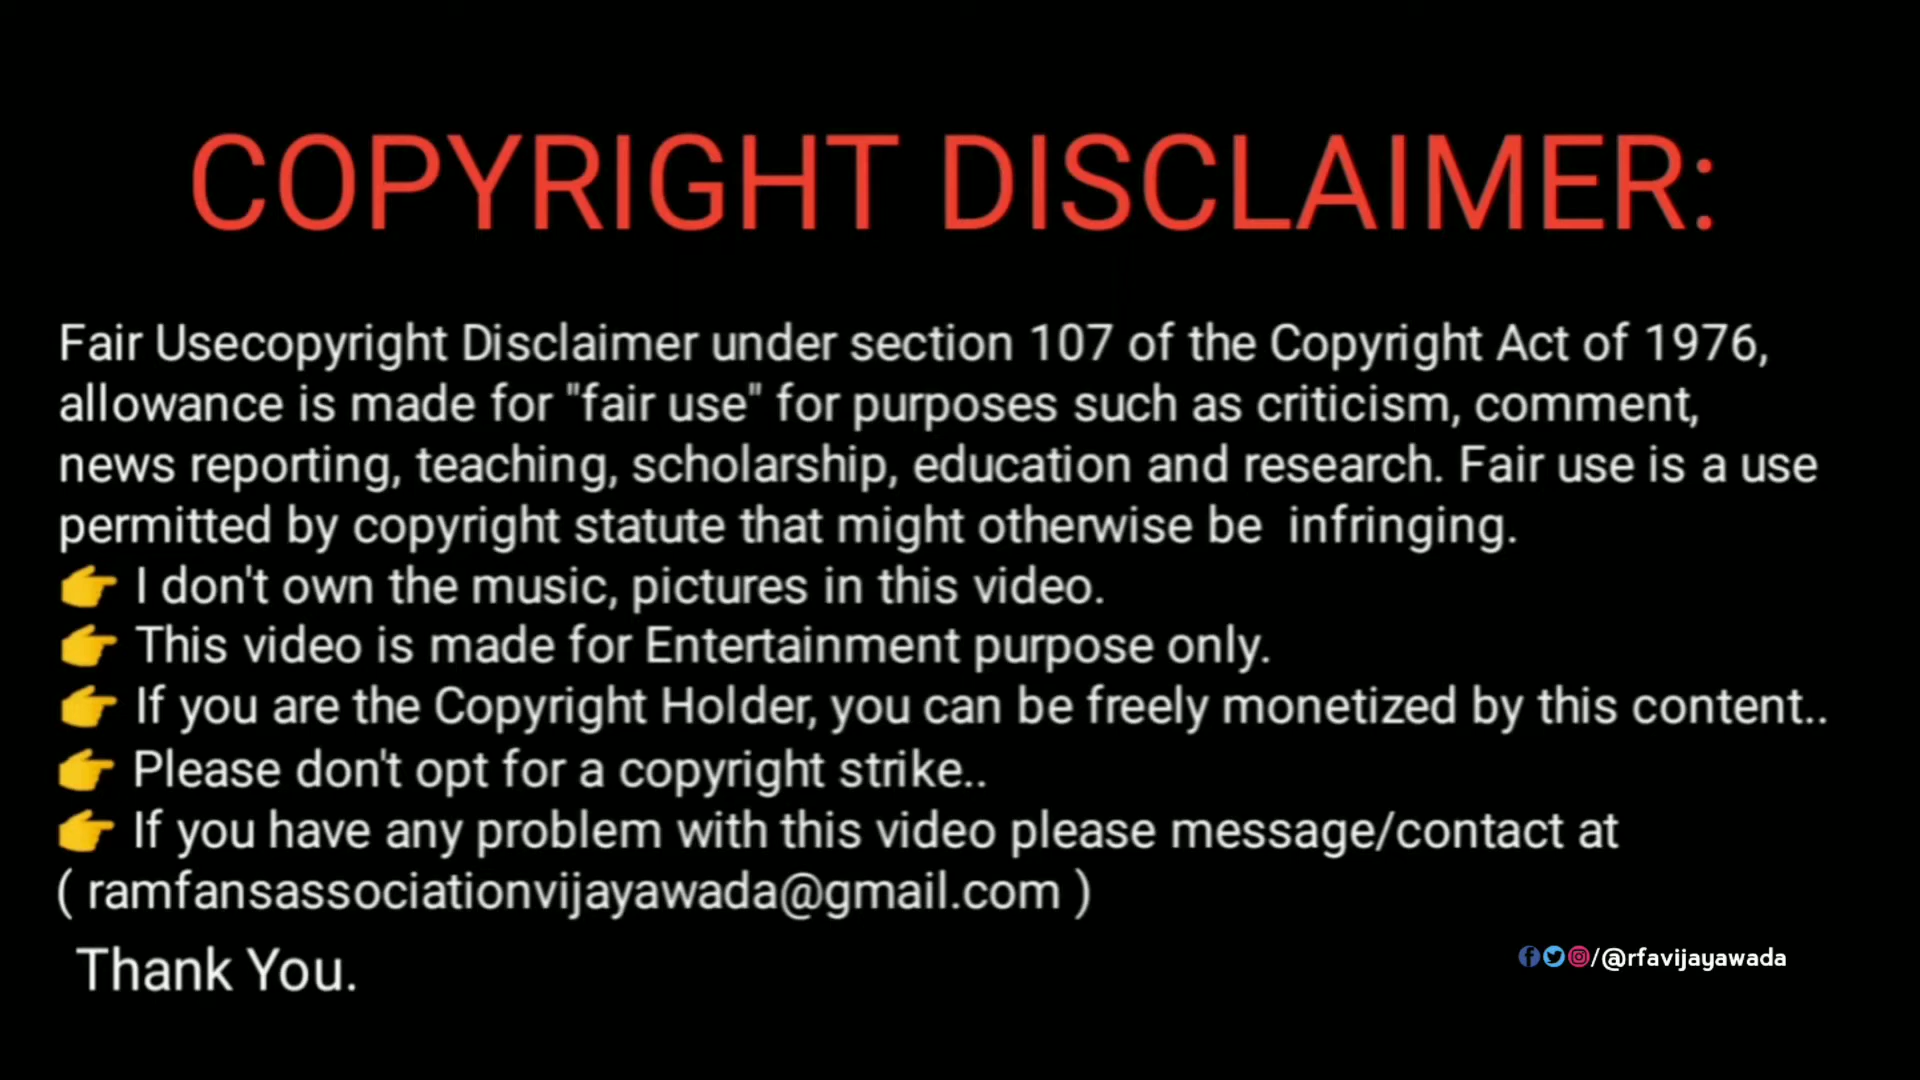 COPYRIGHT DISCLAIMER:
Fair Usecopyright Disclaimer under section 107 of the Copyright Act of 1976,
allowance is made for "fair use" for purposes such as criticism, comment,
news reporting, teaching, scholarship, education and research. Fair use is a use
permitted by copyright statute that might otherwise be  infringing.
👉 I don't own the music, pictures in this video.
👉 This video is made for Entertainment purpose only.
👉 If you are the Copyright Holder, you can be freely monetized by this content..
👉 Please don't opt for a copyright strike..
👉 If you have any problem with this video please message/contact at
( ramfansassociationvijayawada@gmail.com )
Thank You.
/@rfavijayawada